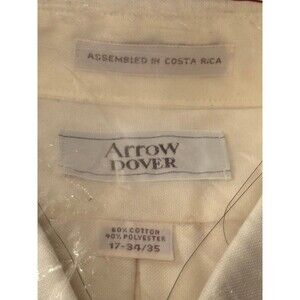 ASSEMBLED IN COSTA RICA
Arrow
DOVER
60% COTTON
40% POLYESTER
17-34/35